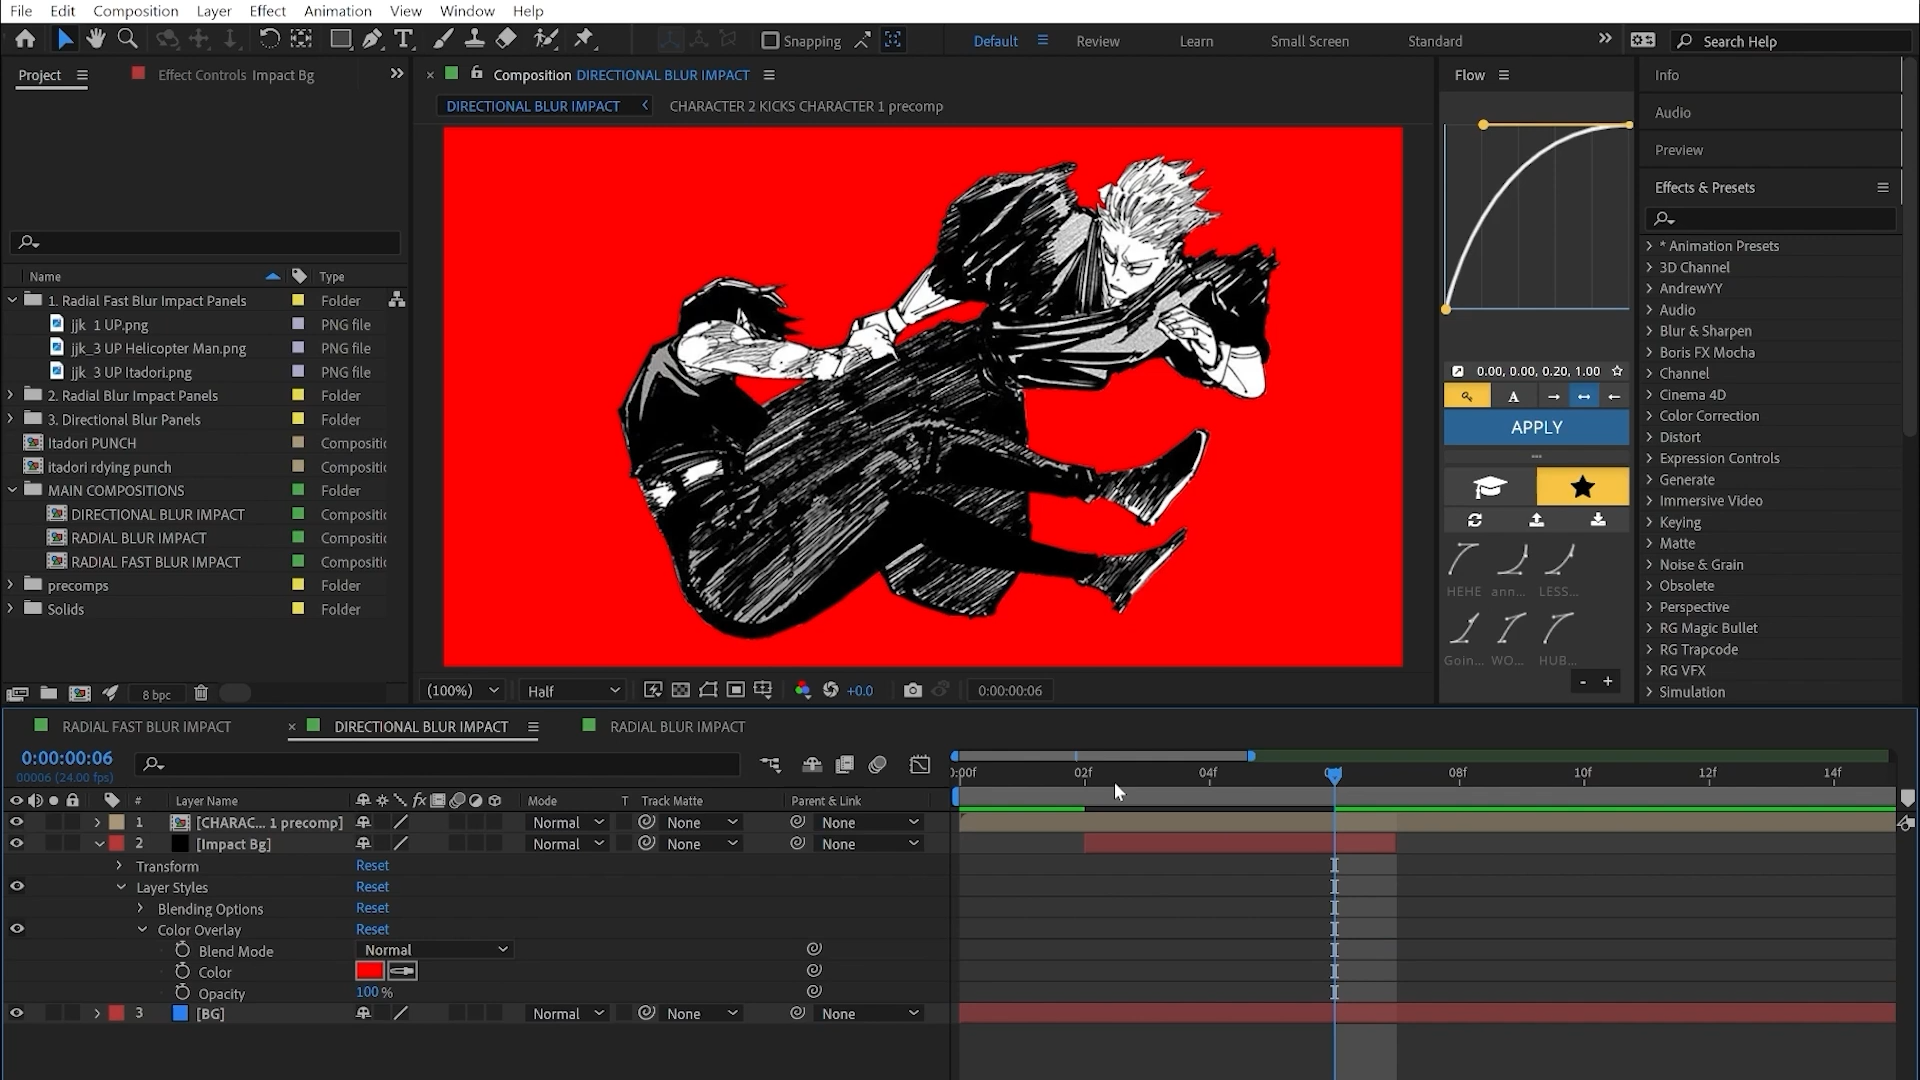 File Edit Composition Layer Effect Animation View Window Help
Snapping Default Review Learn Small Screen Standard Search Help
Project Effect Controls Impact Bg
Composition DIRECTIONAL BLUR IMPACT
DIRECTIONAL BLUR IMPACT CHARACTER 2 KICKS CHARACTER 1 precomp
Name Type
1. Radial Fast Blur Impact Panels Folder
jjk_1 UP.png PNG file
jjk_3 UP Helicopter Man.png PNG file
jjk_3 UP Itadori.png PNG file
2. Radial Blur Impact Panels Folder
3. Directional Blur Panels Folder
Itadori PUNCH Compositic
itadori rdying punch Compositic
MAIN COMPOSITIONS Folder
DIRECTIONAL BLUR IMPACT Compositic
RADIAL BLUR IMPACT Compositic
RADIAL FAST BLUR IMPACT Compositic
precomps Folder
Solids Folder
8 bpc
(100%) Half +0.0 0:00:00:06
Flow
0.00, 0.00, 0.20, 1.00
A
APPLY
HEHE ann... LESS...
Goin... WO... HUB...
- +
Info
Audio
Preview
Effects & Presets
* Animation Presets
3D Channel
AndrewYY
Audio
Blur & Sharpen
Boris FX Mocha
Channel
Cinema 4D
Color Correction
Distort
Expression Controls
Generate
Immersive Video
Keying
Matte
Noise & Grain
Obsolete
Perspective
RG Magic Bullet
RG Trapcode
RG VFX
Simulation
RADIAL FAST BLUR IMPACT DIRECTIONAL BLUR IMPACT RADIAL BLUR IMPACT
0:00:00:06
00006 (24.00 fps)
0:00f 02f 04f 08f 10f 12f 14f
# Layer Name fx Mode T Track Matte Parent & Link
1 [CHARAC... 1 precomp] Normal None None
2 [Impact Bg] Normal None None
Transform Reset
Layer Styles Reset
Blending Options Reset
Color Overlay Reset
Blend Mode Normal
Color
Opacity 100 %
3 [BG] Normal None None